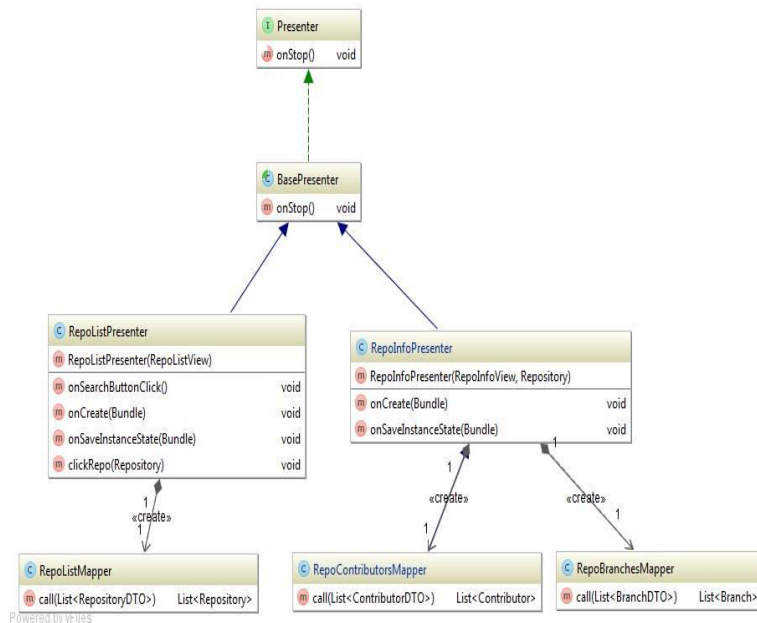 I Presenter
m onStop() void
C BasePresenter
m onStop() void
C RepoListPresenter
m RepoListPresenter(RepoListView)
m onSearchButtonClick() void
m onCreate(Bundle) void
m onSaveInstanceState(Bundle) void
m clickRepo(Repository) void
C RepoInfoPresenter
m RepoInfoPresenter(RepoInfoView, Repository)
m onCreate(Bundle) void
m onSaveInstanceState(Bundle) void
1
«create»
1
1
«create»
1
1
«create»
1
C RepoListMapper
m call(List<RepositoryDTO>) List<Repository>
C RepoContributorsMapper
m call(List<ContributorDTO>) List<Contributor>
C RepoBranchesMapper
m call(List<BranchDTO>) List<Branch>
Powered by yFiles